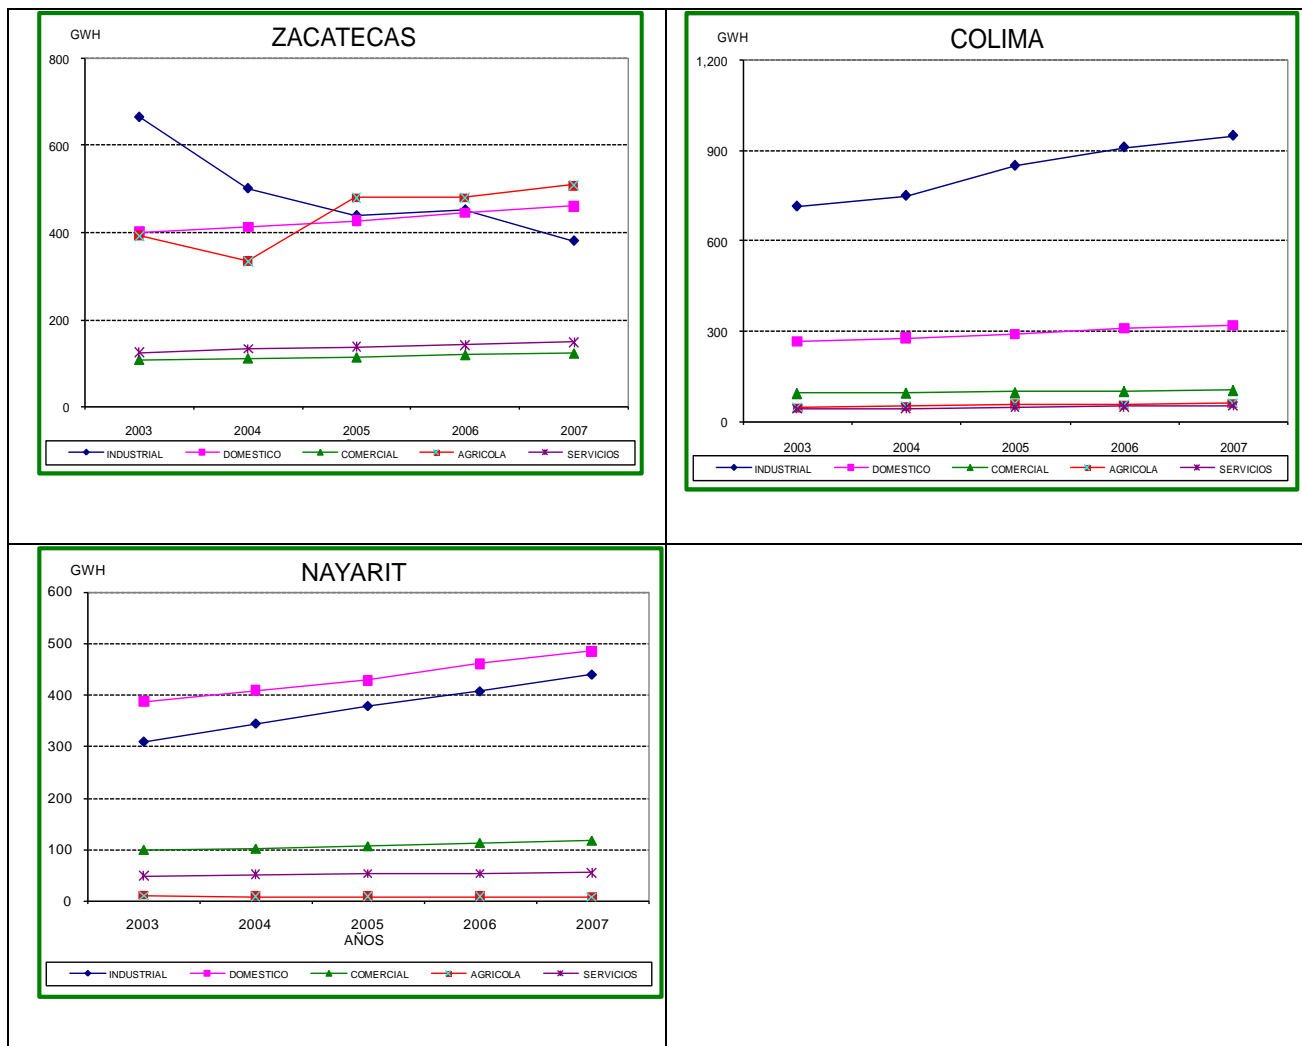 ZACATECAS
GWH
800
600
400
200
0
2003 2004 2005 2006 2007
INDUSTRIAL DOMESTICO COMERCIAL AGRICOLA SERVICIOS
COLIMA
GWH
1,200
900
600
300
0
2003 2004 2005 2006 2007
INDUSTRIAL DOMESTICO COMERCIAL AGRICOLA SERVICIOS
NAYARIT
GWH
600
500
400
300
200
100
0
2003 2004 2005 2006 2007
AÑOS
INDUSTRIAL DOMESTICO COMERCIAL AGRICOLA SERVICIOS